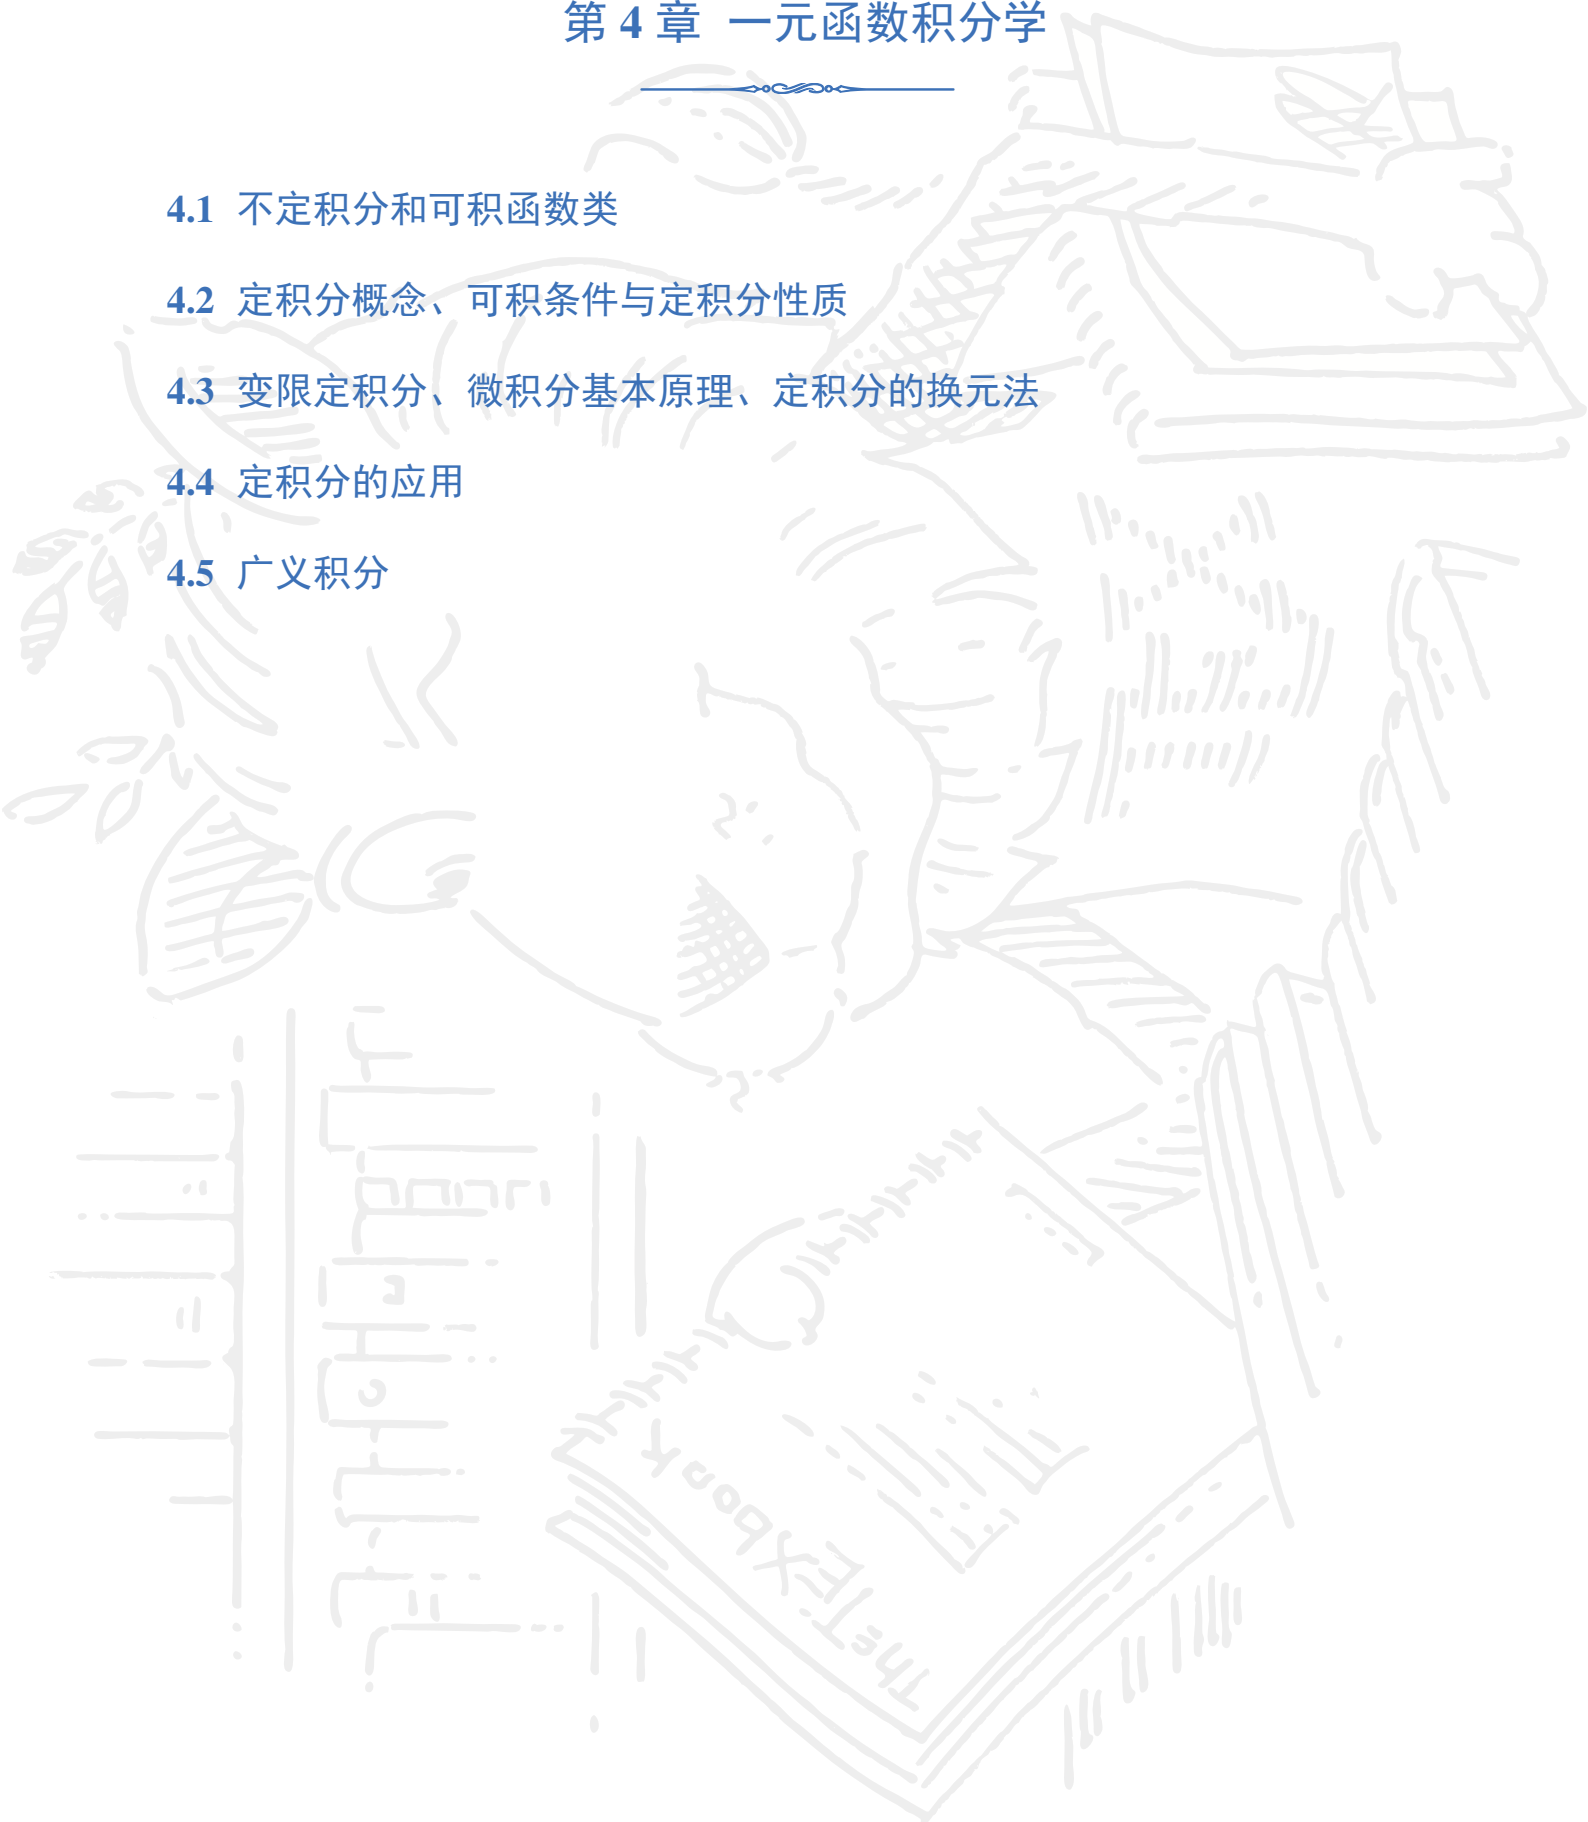 第 4 章 一元函数积分学
4.1 不定积分和可积函数类
4.2 定积分概念、可积条件与定积分性质
4.3 变限定积分、微积分基本原理、定积分的换元法
4.4 定积分的应用
4.5 广义积分
The TEXbook